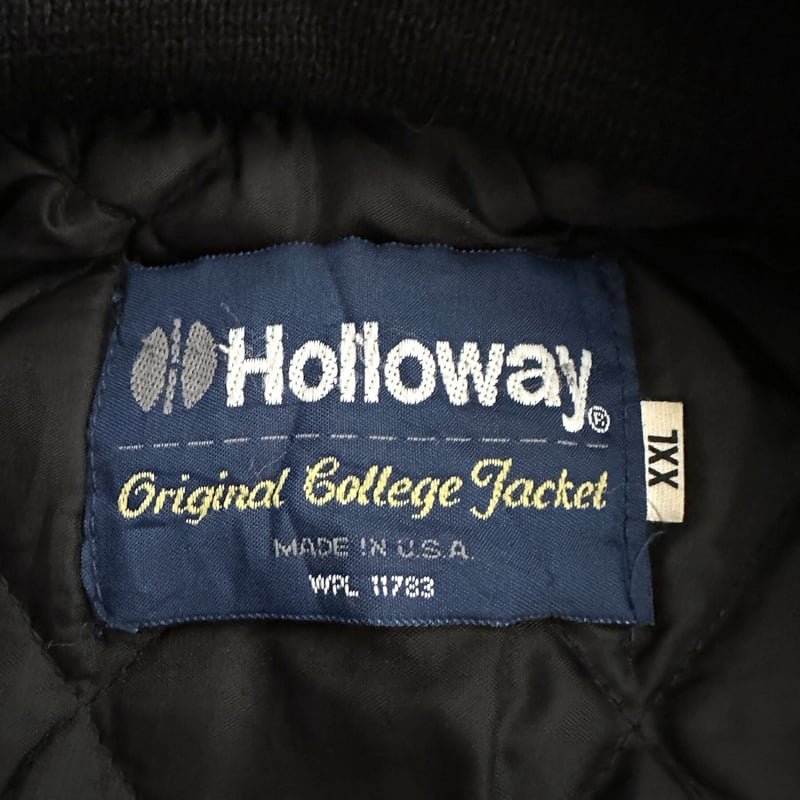 Holloway®
Original College Jacket
MADE IN U.S.A.
WPL 11783
XXL